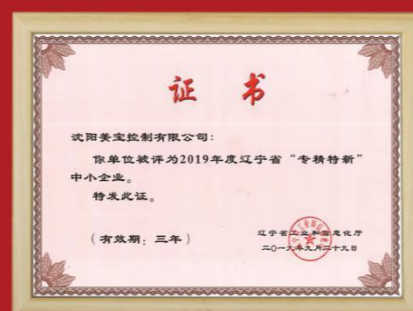 证书
沈阳美宝控制有限公司：
你单位被评为2019年度辽宁省“专精特新”
中小企业。
特发此证。
（有效期：三年）
辽宁省工业和信息化厅
二〇一九年九月二十九日